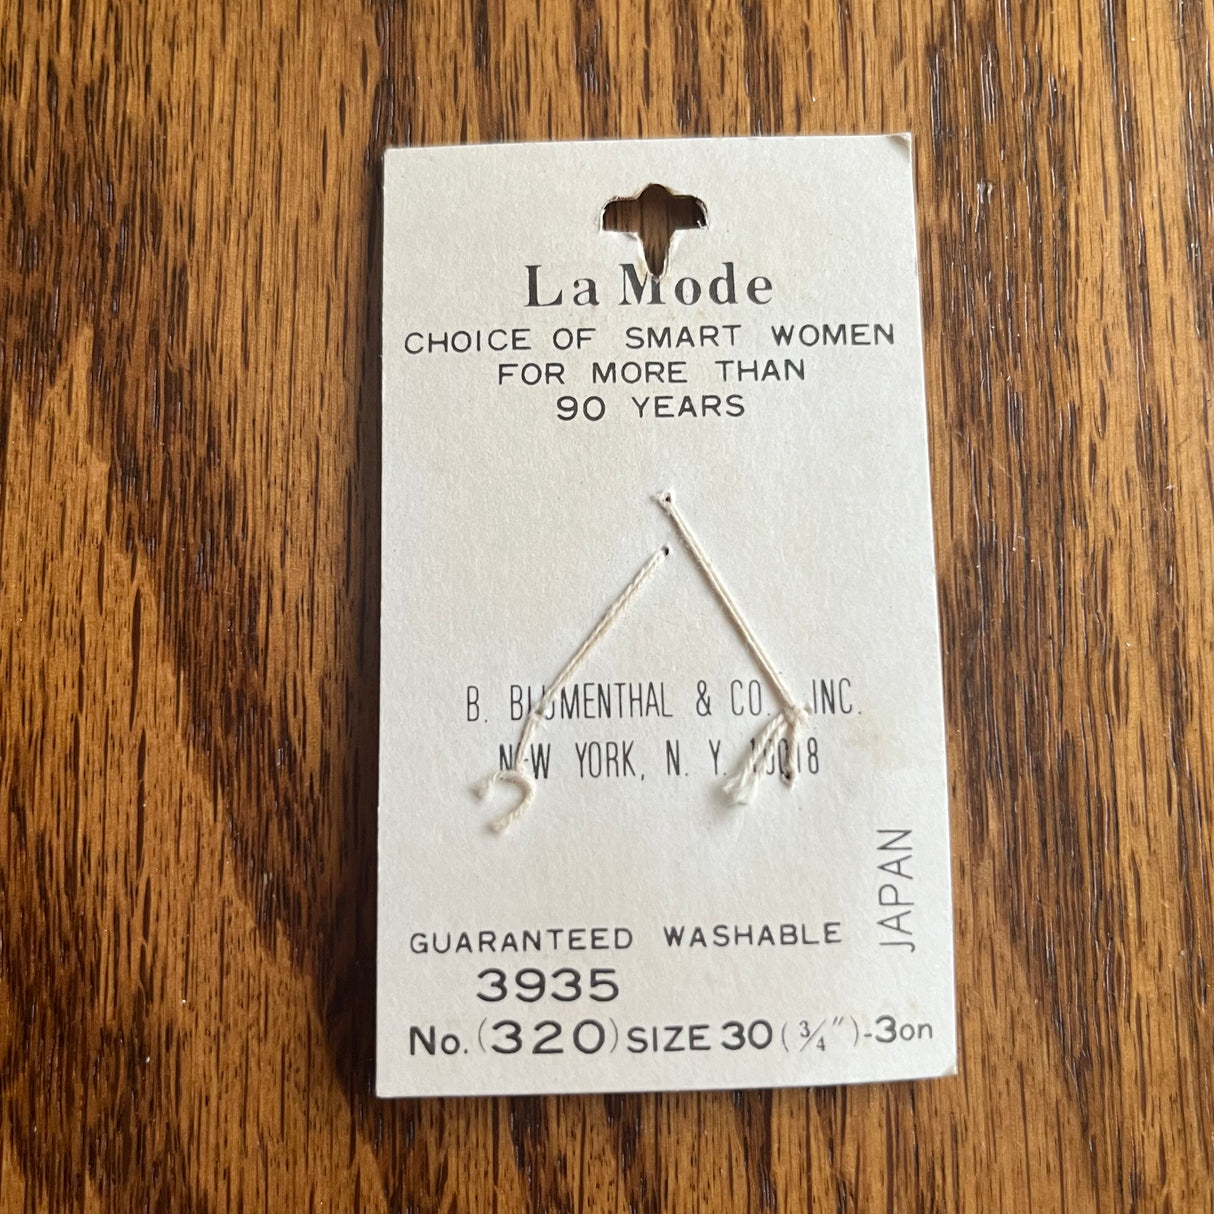 La Mode
CHOICE OF SMART WOMEN
FOR MORE THAN
90 YEARS
B. BLUMENTHAL & CO. INC.
NEW YORK, N. Y. 10018
JAPAN
GUARANTEED WASHABLE
3935
No. (320) SIZE 30 (3/4")-3on